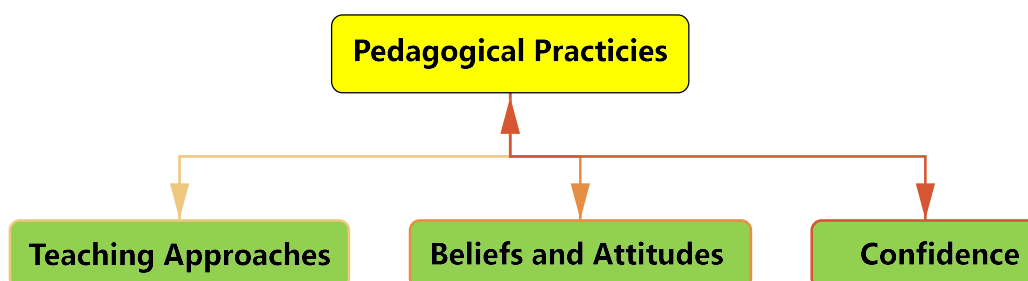 Pedagogical Practicies
Teaching Approaches
Beliefs and Attitudes
Confidence